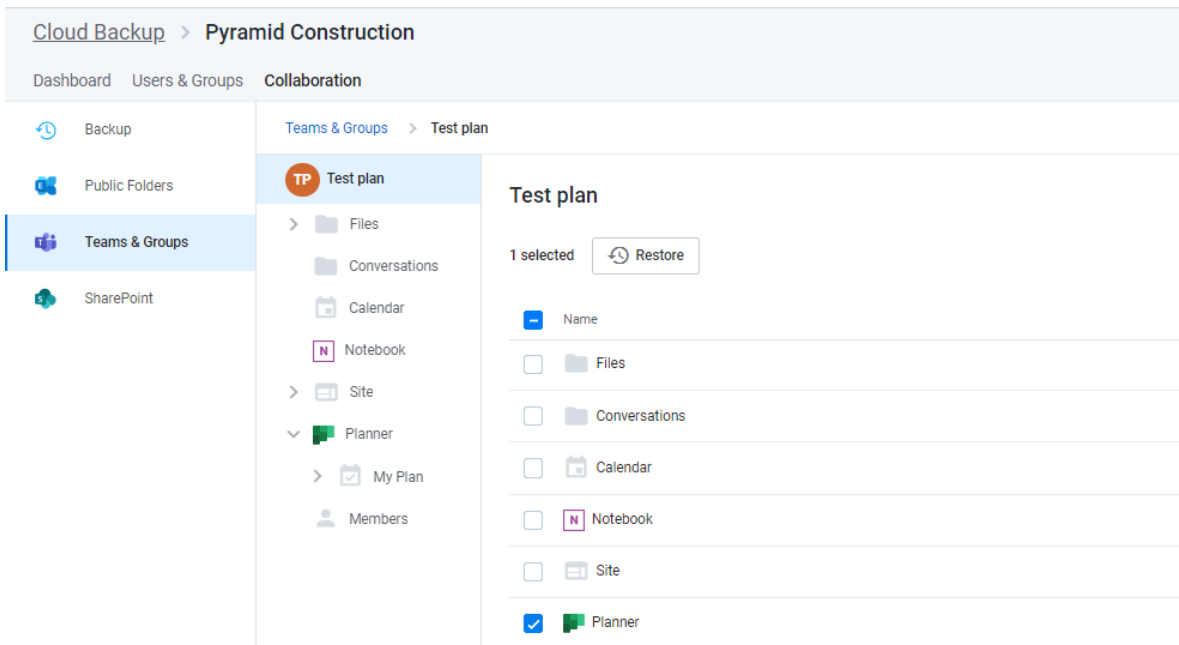 Cloud Backup > Pyramid Construction
Dashboard Users & Groups Collaboration
Backup
Public Folders
Teams & Groups
SharePoint
Teams & Groups > Test plan
TP Test plan
Files
Conversations
Calendar
N Notebook
Site
Planner
My Plan
Members
Test plan
1 selected Restore
Name
Files
Conversations
Calendar
N Notebook
Site
Planner